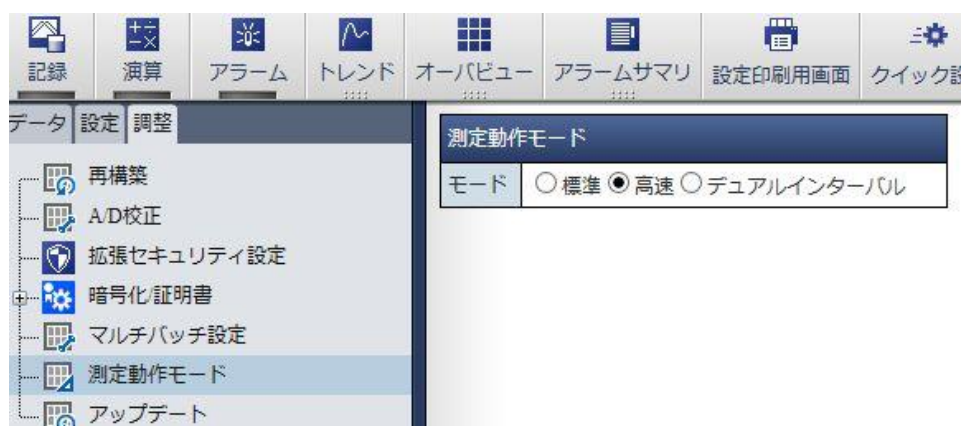 記録 演算 アラーム トレンド オーバビュー アラームサマリ 設定印刷用画面 クイック設
データ 設定 調整
測定動作モード
モード 標準 高速 デュアルインターバル
再構築
A/D校正
拡張セキュリティ設定
暗号化/証明書
マルチバッチ設定
測定動作モード
アップデート